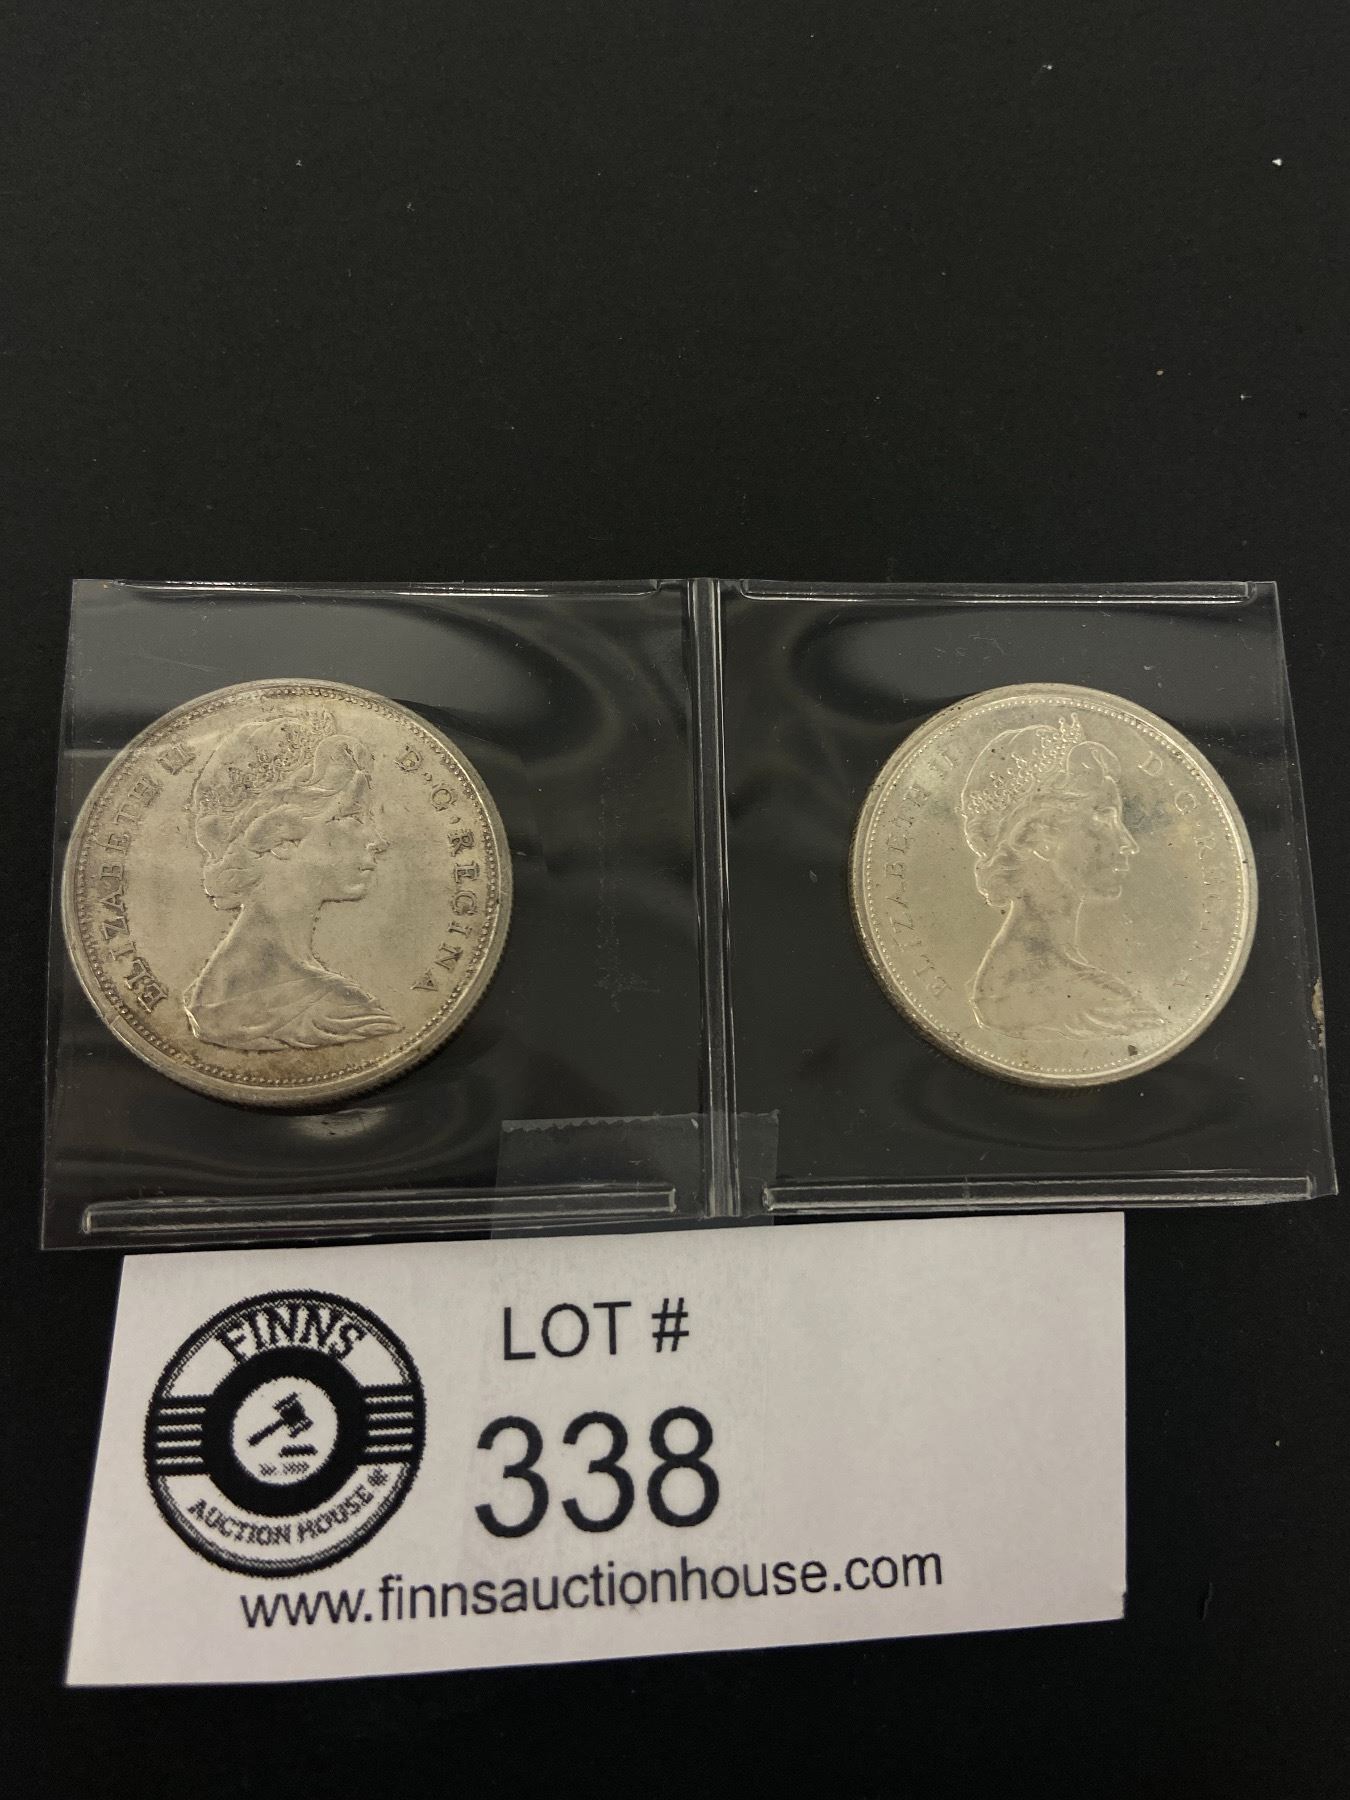 ELIZABETH II D·G·REGINA
ELIZABETH II D·G·REGINA
FINNS
AUCTION HOUSE
LOT #
338
www.finnsauctionhouse.com